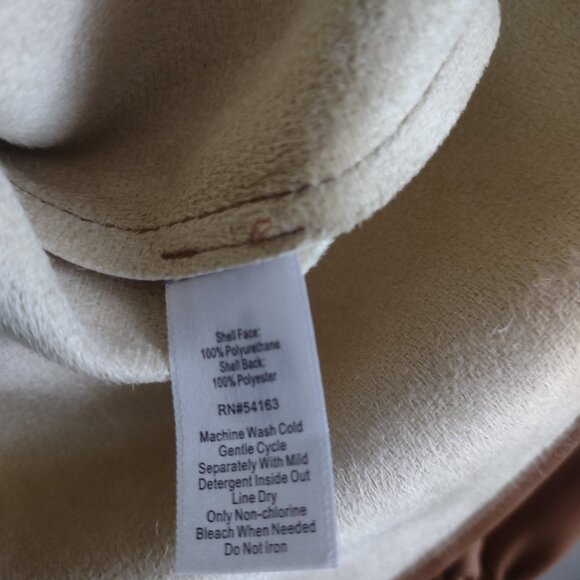 Shell Face:
100% Polyurethane
Shell Back:
100% Polyester
RN#54163
Machine Wash Cold
Gentle Cycle
Separately With Mild
Detergent Inside Out
Line Dry
Only Non-chlorine
Bleach When Needed
Do Not Iron